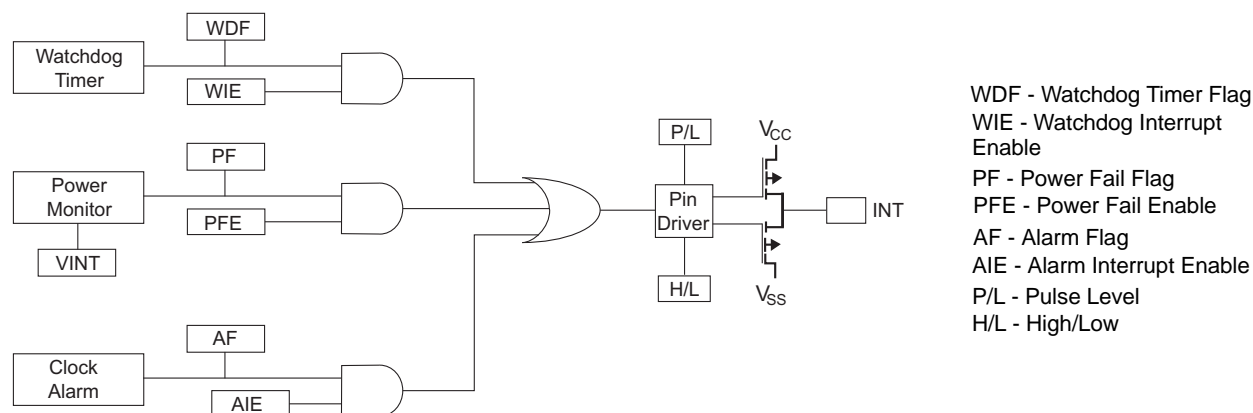 WDF
Watchdog
Timer
WIE
P/L
VCC
PF
Power
Monitor
PFE
Pin
Driver
INT
VINT
H/L
VSS
AF
Clock
Alarm
AIE
WDF - Watchdog Timer Flag
WIE - Watchdog Interrupt
Enable
PF - Power Fail Flag
PFE - Power Fail Enable
AF - Alarm Flag
AIE - Alarm Interrupt Enable
P/L - Pulse Level
H/L - High/Low